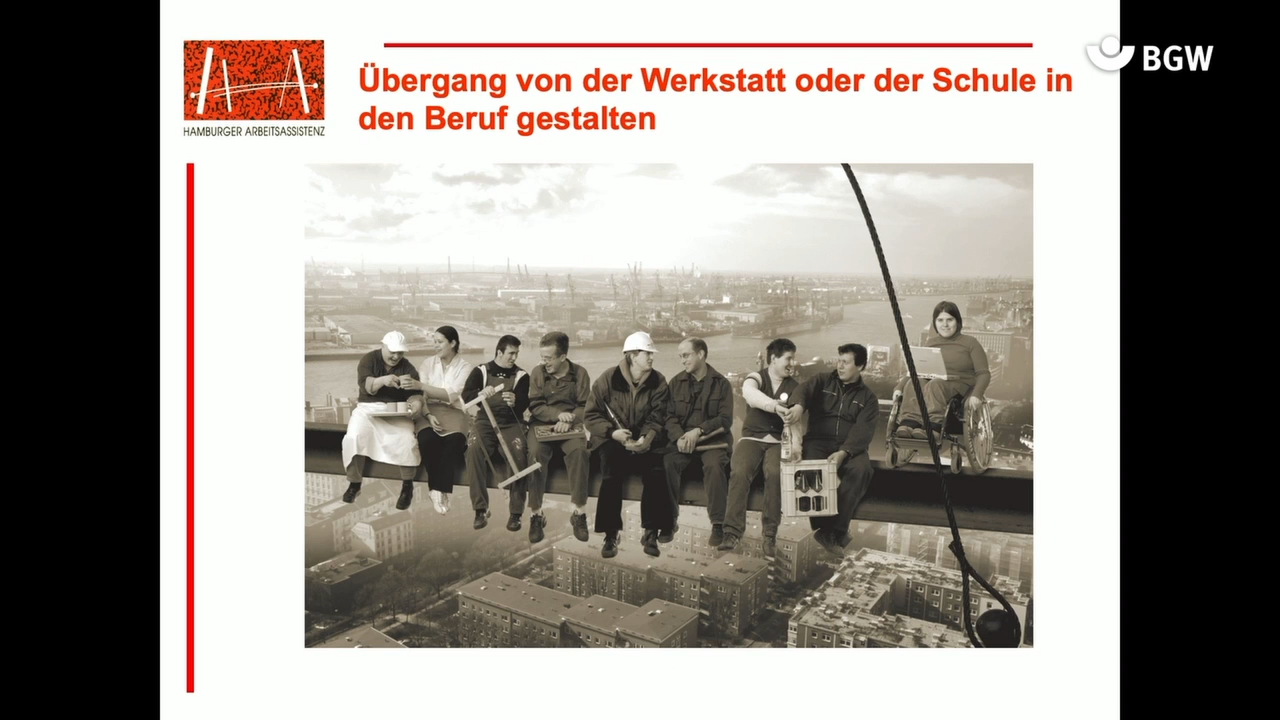 BGW
Übergang von der Werkstatt oder der Schule in
den Beruf gestalten
HAMBURGER ARBEITSASSISTENZ